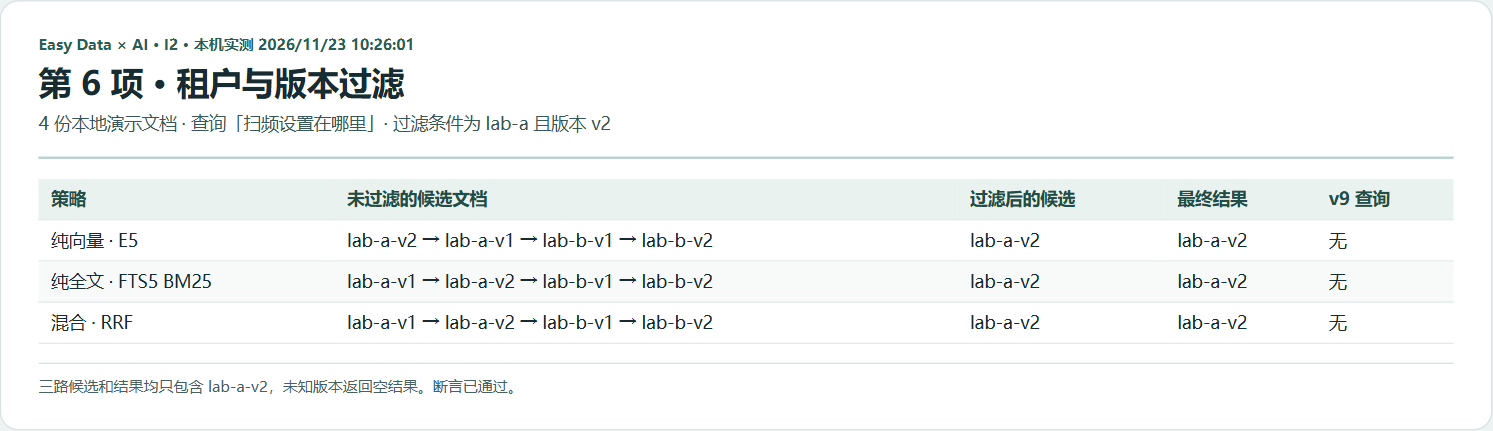 Easy Data × AI • I2 • 本机实测 2026/11/23 10:26:01
第 6 项 • 租户与版本过滤
4 份本地演示文档 · 查询「扫频设置在哪里」· 过滤条件为 lab-a 且版本 v2
策略 未过滤的候选文档 过滤后的候选 最终结果 v9 查询
纯向量 · E5 lab-a-v2 → lab-a-v1 → lab-b-v1 → lab-b-v2 lab-a-v2 lab-a-v2 无
纯全文 · FTS5 BM25 lab-a-v1 → lab-a-v2 → lab-b-v1 → lab-b-v2 lab-a-v2 lab-a-v2 无
混合 · RRF lab-a-v1 → lab-a-v2 → lab-b-v1 → lab-b-v2 lab-a-v2 lab-a-v2 无
三路候选和结果均只包含 lab-a-v2，未知版本返回空结果。断言已通过。